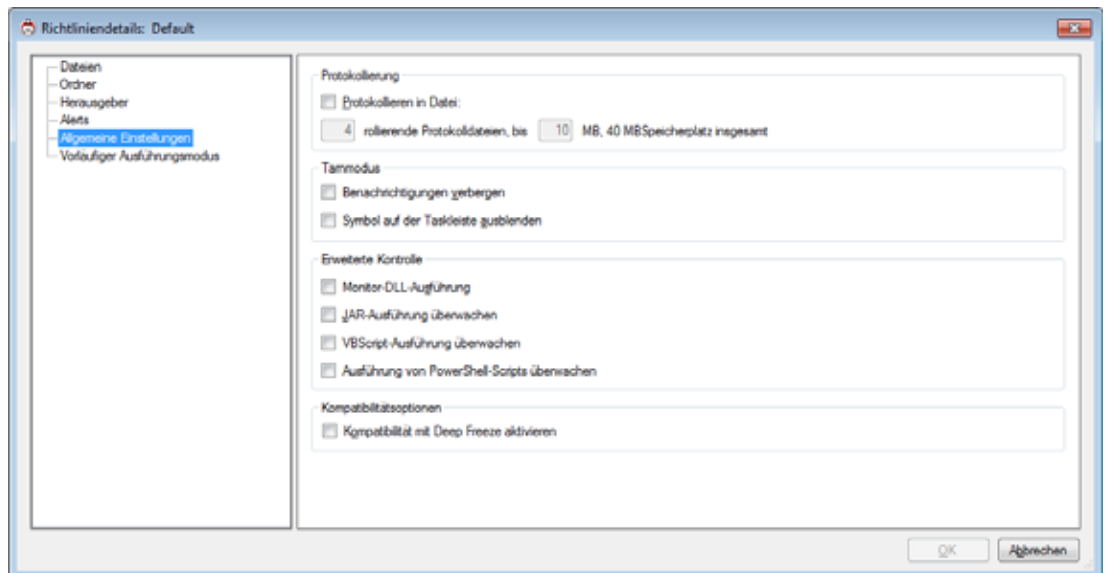 Richtliniendetails: Default
Dateien
Ordner
Herausgeber
Alerts
Allgemeine Einstellungen
Vorläufiger Ausführungsmodus
Protokollierung
Protokollieren in Datei:
4 rollierende Protokolldateien, bis 10 MB, 40 MBSpeicherplatz insgesamt
Tarnmodus
Benachrichtigungen verbergen
Symbol auf der Taskleiste ausblenden
Erweiterte Kontrolle
Monitor-DLL-Ausführung
JAR-Ausführung überwachen
VBScript-Ausführung überwachen
Ausführung von PowerShell-Scripts überwachen
Kompatibilitätsoptionen
Kompatibilität mit Deep Freeze aktivieren
OK Abbrechen